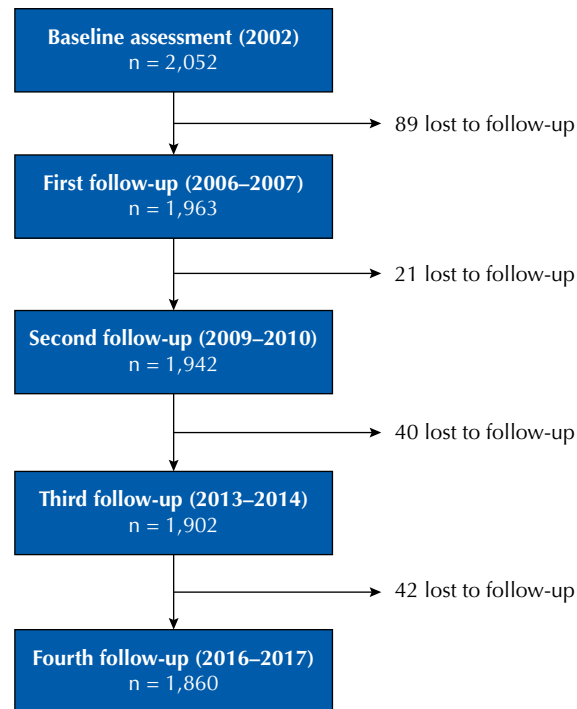 Baseline assessment (2002)
n = 2,052
89 lost to follow-up
First follow-up (2006–2007)
n = 1,963
21 lost to follow-up
Second follow-up (2009–2010)
n = 1,942
40 lost to follow-up
Third follow-up (2013–2014)
n = 1,902
42 lost to follow-up
Fourth follow-up (2016–2017)
n = 1,860